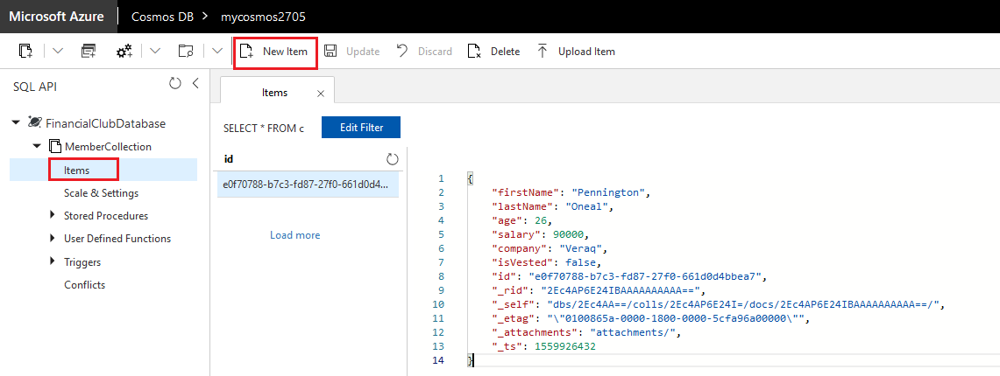 Microsoft Azure Cosmos DB > mycosmos2705
New Item Update Discard Delete Upload Item
SQL API
FinancialClubDatabase
MemberCollection
Items
Scale & Settings
Stored Procedures
User Defined Functions
Triggers
Conflicts
Items
SELECT * FROM c Edit Filter
id
e0f70788-b7c3-fd87-27f0-661d0d4...
Load more
1 {
2 "firstName": "Pennington",
3 "lastName": "Oneal",
4 "age": 26,
5 "salary": 90000,
6 "company": "Veraq",
7 "isVested": false,
8 "id": "e0f70788-b7c3-fd87-27f0-661d0d4bbea7",
9 "_rid": "2Ec4AP6E24IBAAAAAAAAAA==",
10 "_self": "dbs/2Ec4AA==/colls/2Ec4AP6E24I=/docs/2Ec4AP6E24IBAAAAAAAAAA==/",
11 "_etag": "\"0100865a-0000-1800-0000-5cfa96a00000\"",
12 "_attachments": "attachments/",
13 "_ts": 1559926432
14 }